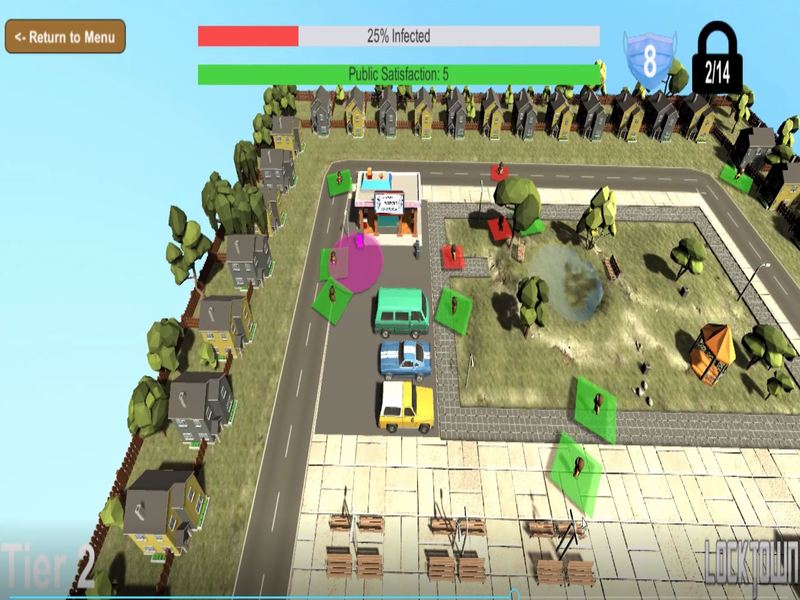 <- Return to Menu
25% Infected
Public Satisfaction: 5
8
2/14
Tier 2
LOCKTOWN